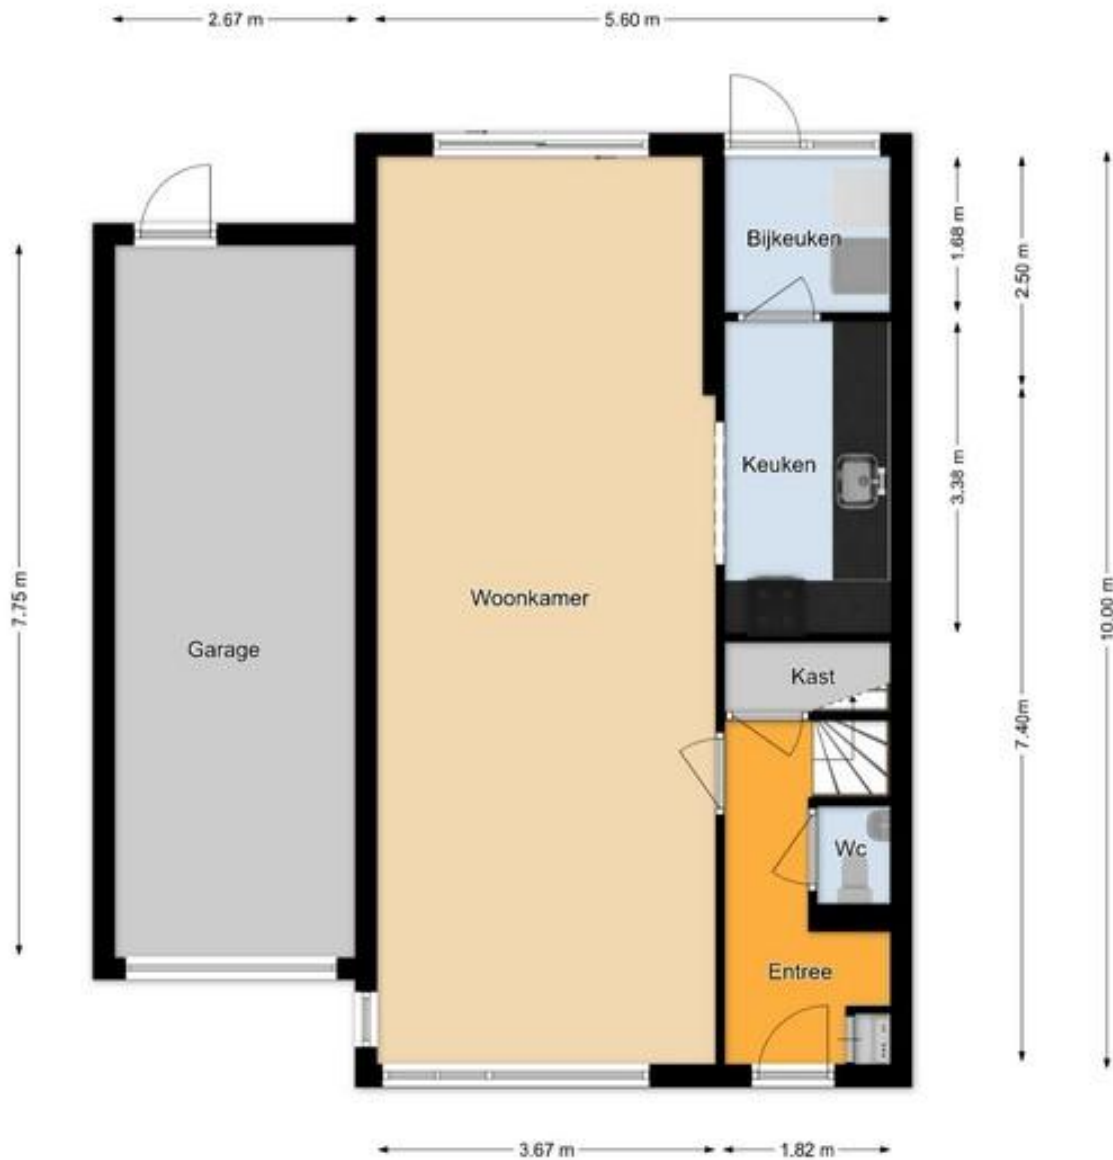 2.67 m
5.60 m
Bijkeuken
1.68 m
2.50 m
Keuken
3.38 m
Woonkamer
7.75 m
10.00 m
Garage
Kast
7.40m
Wc
Entree
3.67 m
1.82 m